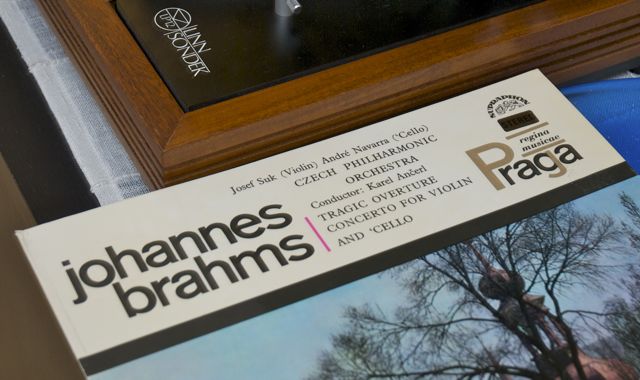 LINN
SONDEK
SUPRAPHON
STEREO
regina
musicae
Praga
Josef Suk (Violin) André Navarra ('Cello)
CZECH PHILHARMONIC
ORCHESTRA
Conductor: Karel Ančerl
TRAGIC OVERTURE
CONCERTO FOR VIOLIN
AND 'CELLO
johannes
brahms